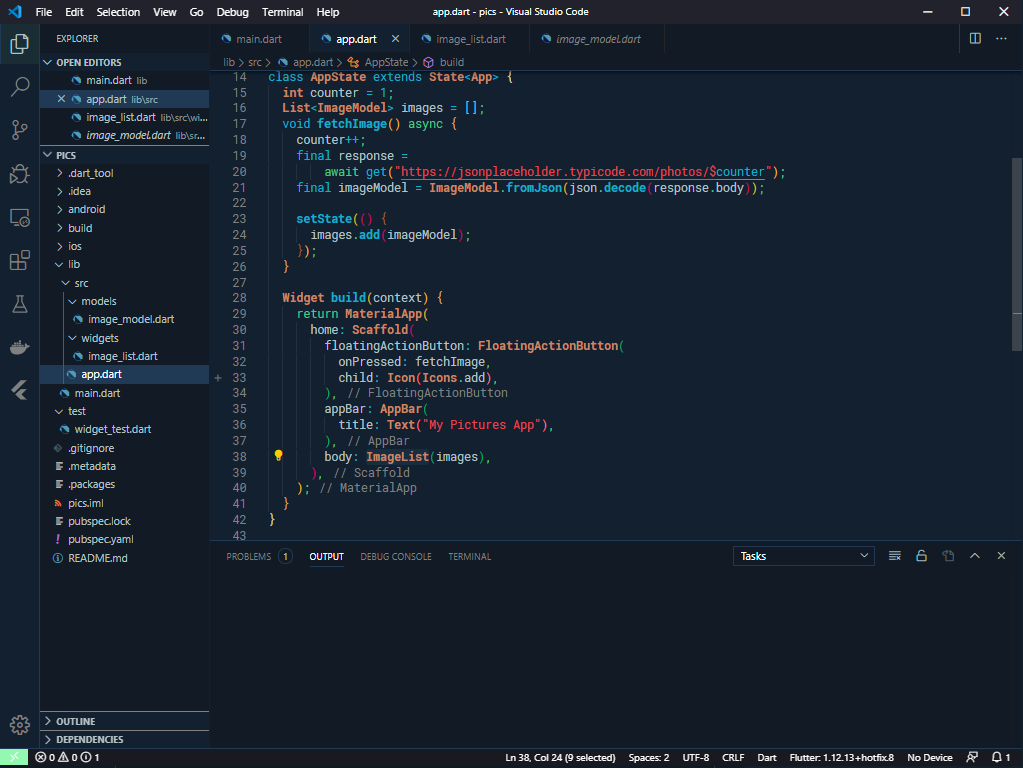 File Edit Selection View Go Debug Terminal Help app.dart - pics - Visual Studio Code
EXPLORER
OPEN EDITORS
main.dart lib
app.dart lib\src
image_list.dart lib\src\wi...
image_model.dart lib\sr...
PICS
.dart_tool
.idea
android
build
ios
lib
src
models
image_model.dart
widgets
image_list.dart
app.dart
main.dart
test
widget_test.dart
.gitignore
.metadata
.packages
pics.iml
pubspec.lock
pubspec.yaml
README.md
OUTLINE
DEPENDENCIES
main.dart app.dart image_list.dart image_model.dart
lib > src > app.dart > AppState > build
14 class AppState extends State<App> {
15 int counter = 1;
16 List<ImageModel> images = [];
17 void fetchImage() async {
18 counter++;
19 final response =
20 await get("https://jsonplaceholder.typicode.com/photos/$counter");
21 final imageModel = ImageModel.fromJson(json.decode(response.body));
22
23 setState(() {
24 images.add(imageModel);
25 });
26 }
27
28 Widget build(context) {
29 return MaterialApp(
30 home: Scaffold(
31 floatingActionButton: FloatingActionButton(
32 onPressed: fetchImage,
33 child: Icon(Icons.add),
34 ), // FloatingActionButton
35 appBar: AppBar(
36 title: Text("My Pictures App"),
37 ), // AppBar
38 body: ImageList(images),
39 ), // Scaffold
40 ); // MaterialApp
41 }
42 }
43
PROBLEMS 1 OUTPUT DEBUG CONSOLE TERMINAL Tasks
0 0 1 Ln 38, Col 24 (9 selected) Spaces: 2 UTF-8 CRLF Dart Flutter: 1.12.13+hotfix.8 No Device 1